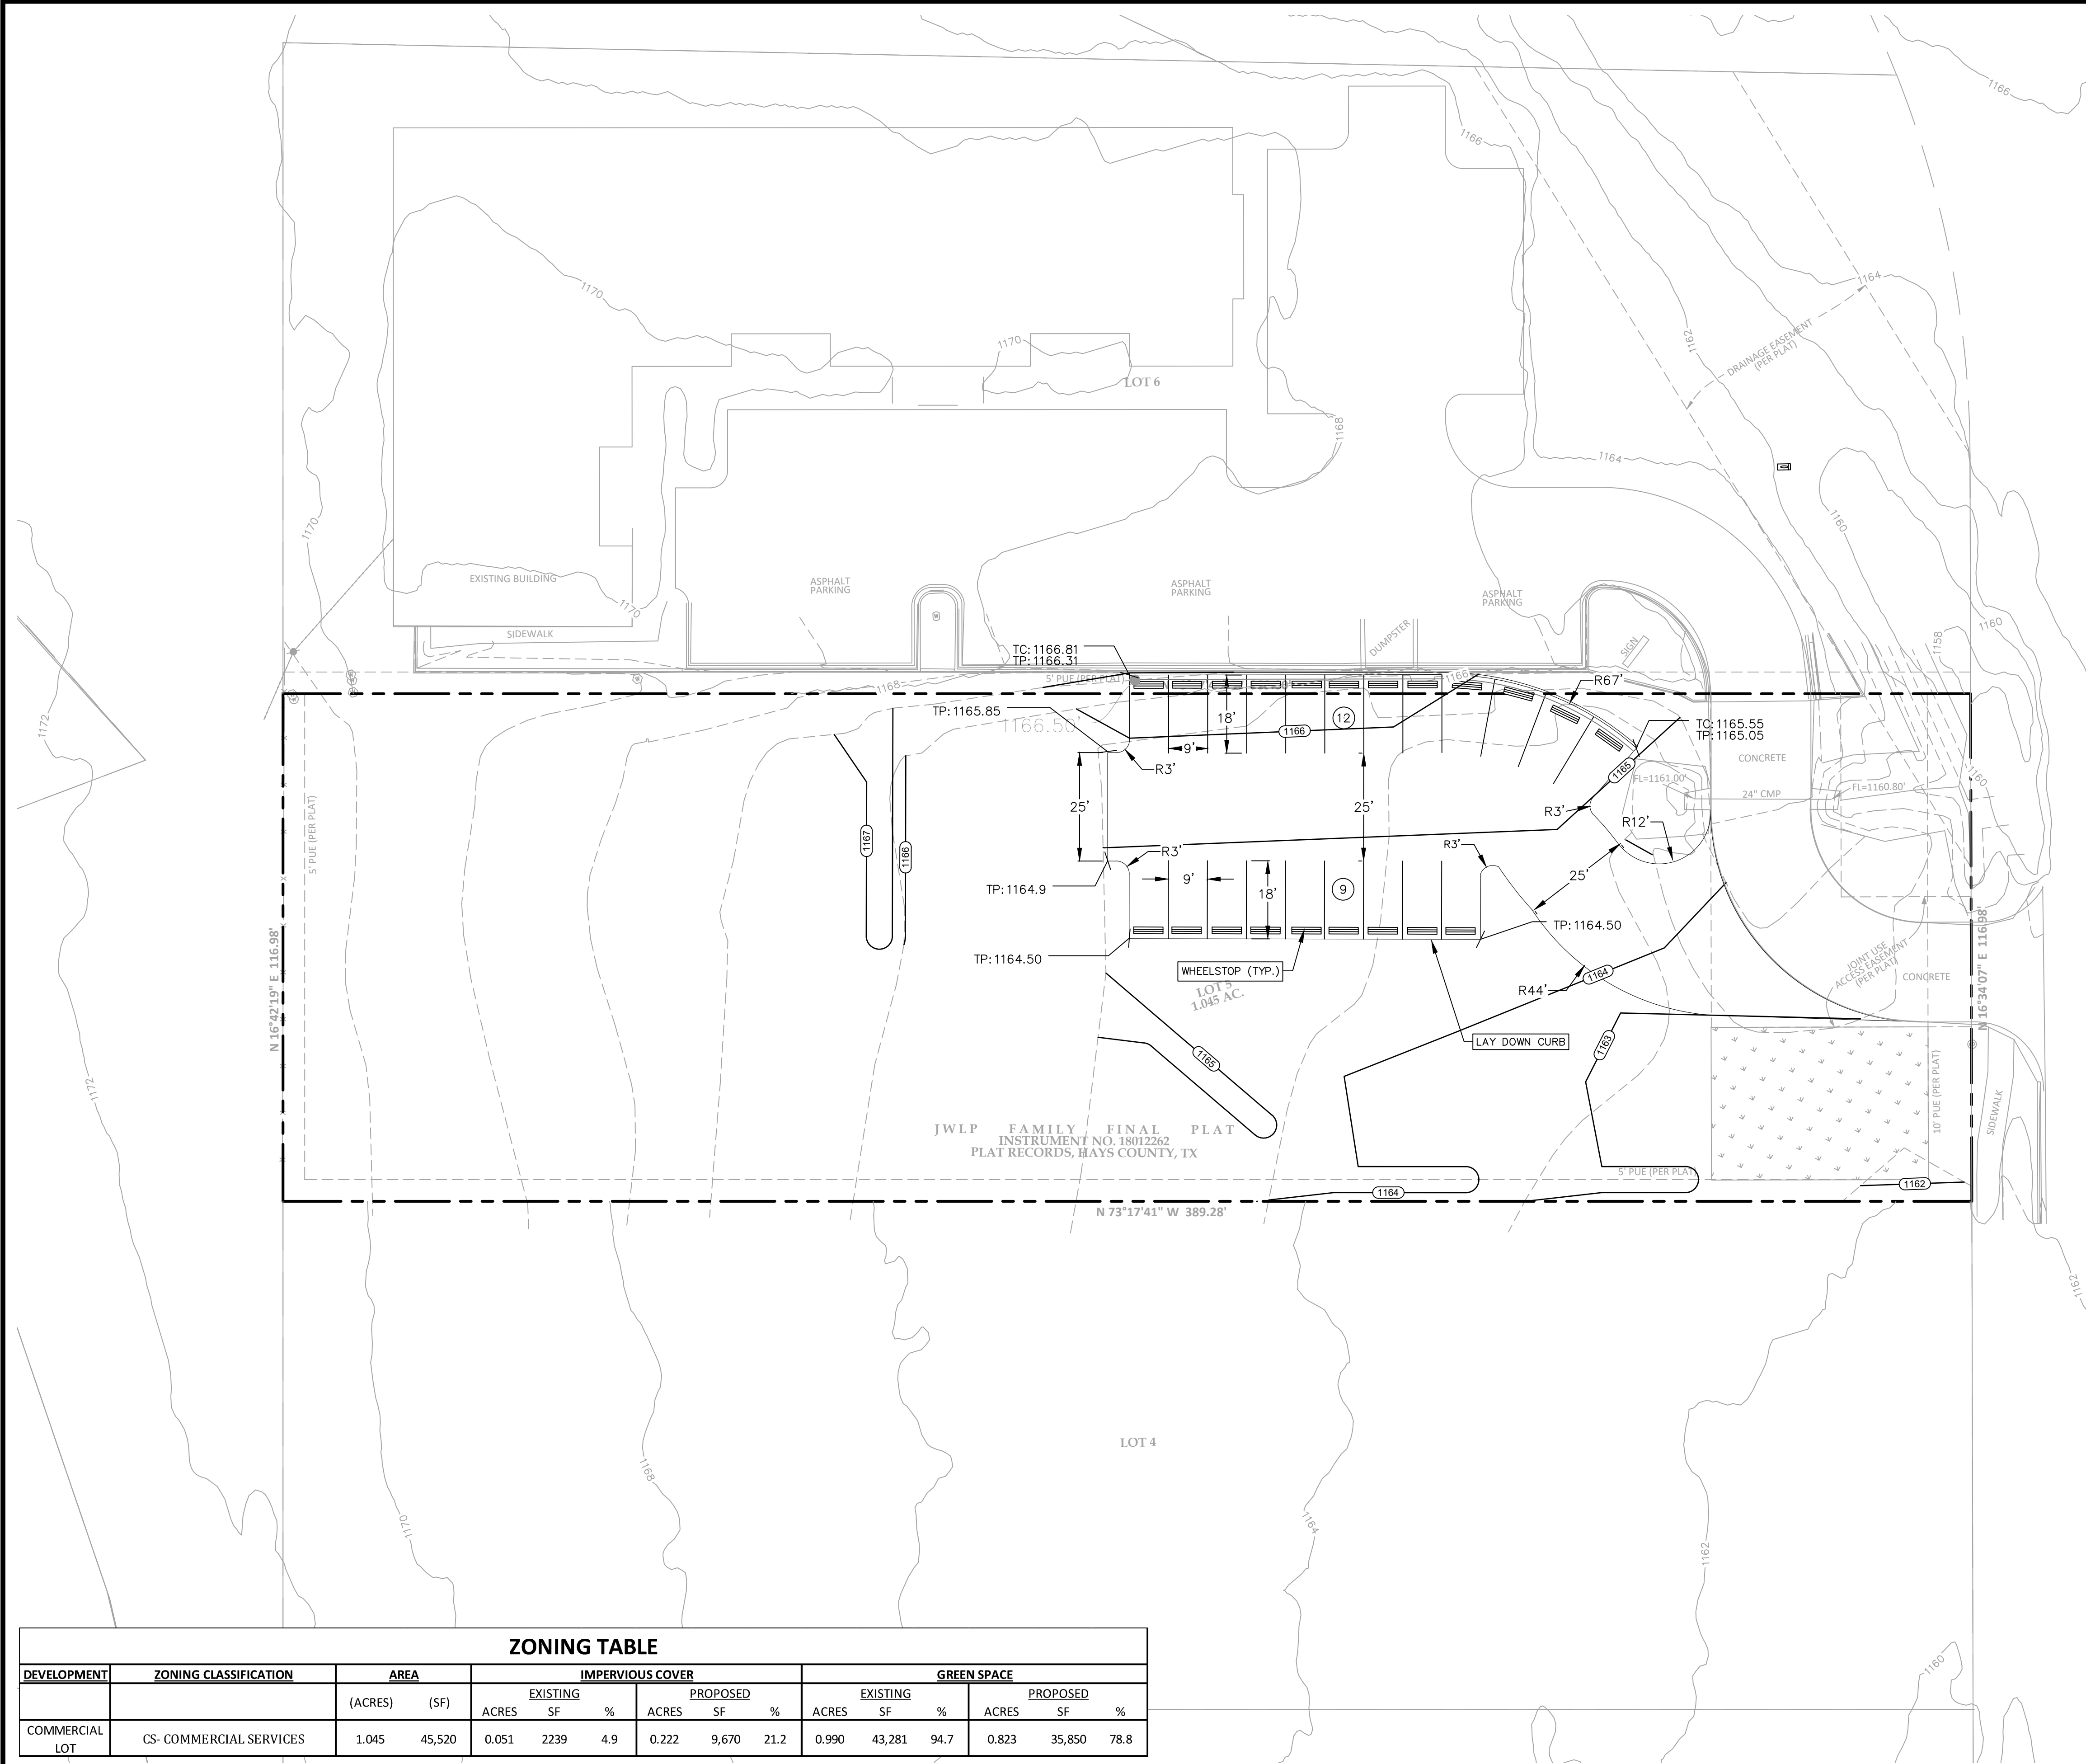 1166
1166
1170
1164
1162
DRAINAGE EASEMENT
(PER PLAT)
1170
LOT 6
1168
1164
1170
1160
EXISTING BUILDING
ASPHALT
PARKING
ASPHALT
PARKING
ASPHALT
PARKING
1170
SIDEWALK
W
DUMPSTER
SIGN
1160
1158
TC:1166.81
TP:1166.31
5' PUE (PER PLAT)
1168
1166
R67'
1172
TP:1165.85
1166.50'
18'
12
1166
TC:1165.55
TP:1165.05
9'
R3'
CONCRETE
1165
FL=1161.00'
1160
24" CMP
FL=1160.80'
25'
25'
R3'
R12'
5' PUE (PER PLAT)
1167
1166
R3'
R3'
25'
TP:1164.9
9'
18'
9
TP:1164.50
N 16°42'19" E 116.98'
N 16°34'07" E 116.98'
TP:1164.50
WHEELSTOP (TYP.)
LOT 5
1.045 AC.
R44'
1164
JOINT USE
ACCESS EASEMENT
(PER PLAT)
CONCRETE
LAY DOWN CURB
1163
1165
1172
10' PUE (PER PLAT)
SIDEWALK
JWLP FAMILY FINAL PLAT
INSTRUMENT NO. 18012262
PLAT RECORDS, HAYS COUNTY, TX
5' PUE (PER PLAT)
1164
1162
N 73°17'41" W 389.28'
1162
LOT 4
1168
1170
1164
1162
1160
ZONING TABLE
DEVELOPMENT ZONING CLASSIFICATION AREA IMPERVIOUS COVER GREEN SPACE
(ACRES) (SF) EXISTING PROPOSED EXISTING PROPOSED
ACRES SF % ACRES SF % ACRES SF % ACRES SF %
COMMERCIAL LOT CS- COMMERCIAL SERVICES 1.045 45,520 0.051 2239 4.9 0.222 9,670 21.2 0.990 43,281 94.7 0.823 35,850 78.8